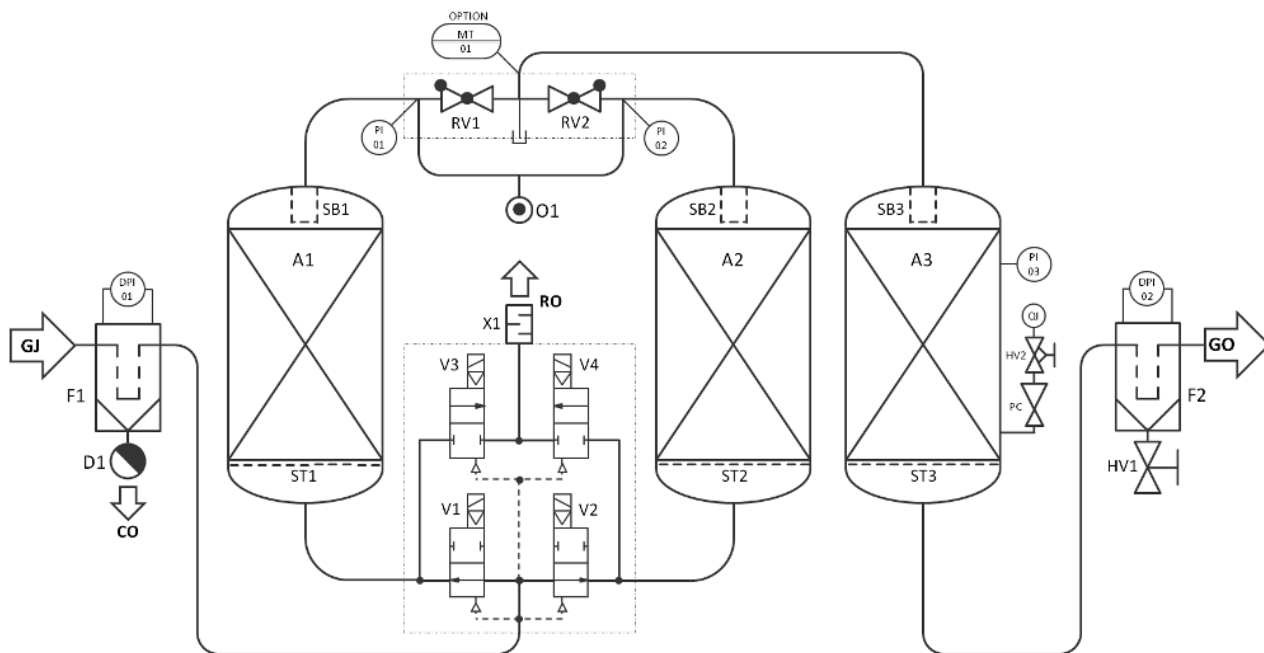 OPTION
MT
01
RV1
RV2
PI
01
PI
02
SB1
O1
SB2
SB3
A1
A2
A3
PI
03
DPI
01
DPI
02
RO
X1
GJ
GO
V3
V4
HV2
F1
F2
PC
D1
HV1
ST1
ST2
ST3
V1
V2
CO